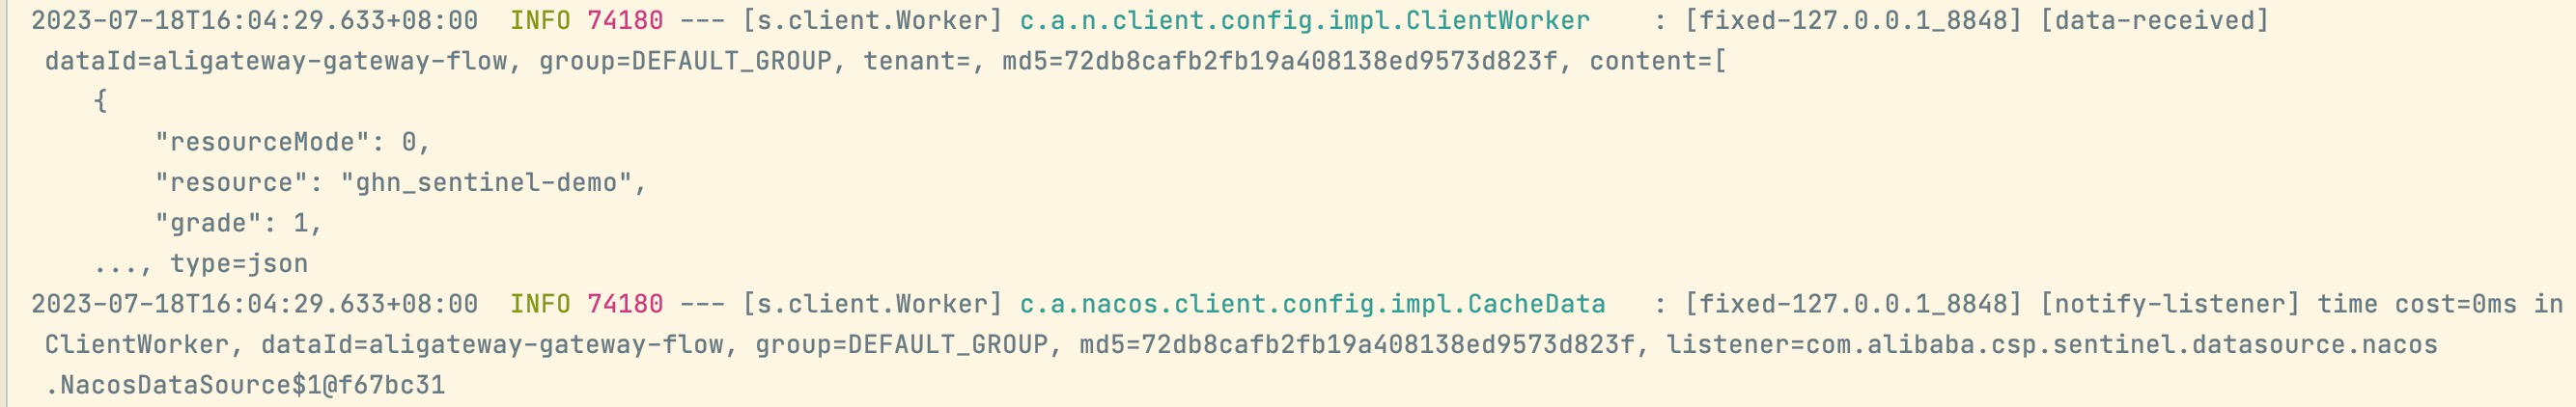 2023-07-18T16:04:29.633+08:00  INFO 74180 --- [s.client.Worker] c.a.n.client.config.impl.ClientWorker    : [fixed-127.0.0.1_8848] [data-received]
 dataId=aligateway-gateway-flow, group=DEFAULT_GROUP, tenant=, md5=72db8cafb2fb19a408138ed9573d823f, content=[
    {
        "resourceMode": 0,
        "resource": "ghn_sentinel-demo",
        "grade": 1,
    ..., type=json
2023-07-18T16:04:29.633+08:00  INFO 74180 --- [s.client.Worker] c.a.nacos.client.config.impl.CacheData   : [fixed-127.0.0.1_8848] [notify-listener] time cost=0ms in
 ClientWorker, dataId=aligateway-gateway-flow, group=DEFAULT_GROUP, md5=72db8cafb2fb19a408138ed9573d823f, listener=com.alibaba.csp.sentinel.datasource.nacos
 .NacosDataSource$1@f67bc31